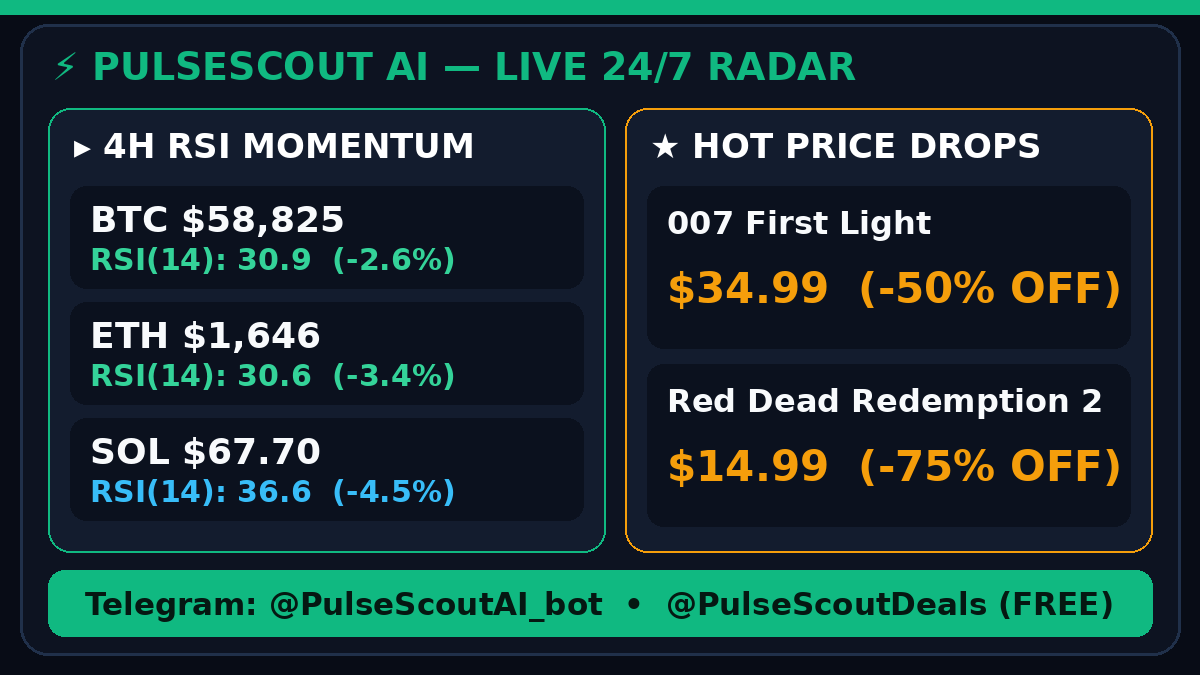 ⚡ PULSESCOUT AI — LIVE 24/7 RADAR
▸ 4H RSI MOMENTUM
BTC $58,825
RSI(14): 30.9 (-2.6%)
ETH $1,646
RSI(14): 30.6 (-3.4%)
SOL $67.70
RSI(14): 36.6 (-4.5%)
★ HOT PRICE DROPS
007 First Light
$34.99 (-50% OFF)
Red Dead Redemption 2
$14.99 (-75% OFF)
Telegram: @PulseScoutAI_bot • @PulseScoutDeals (FREE)